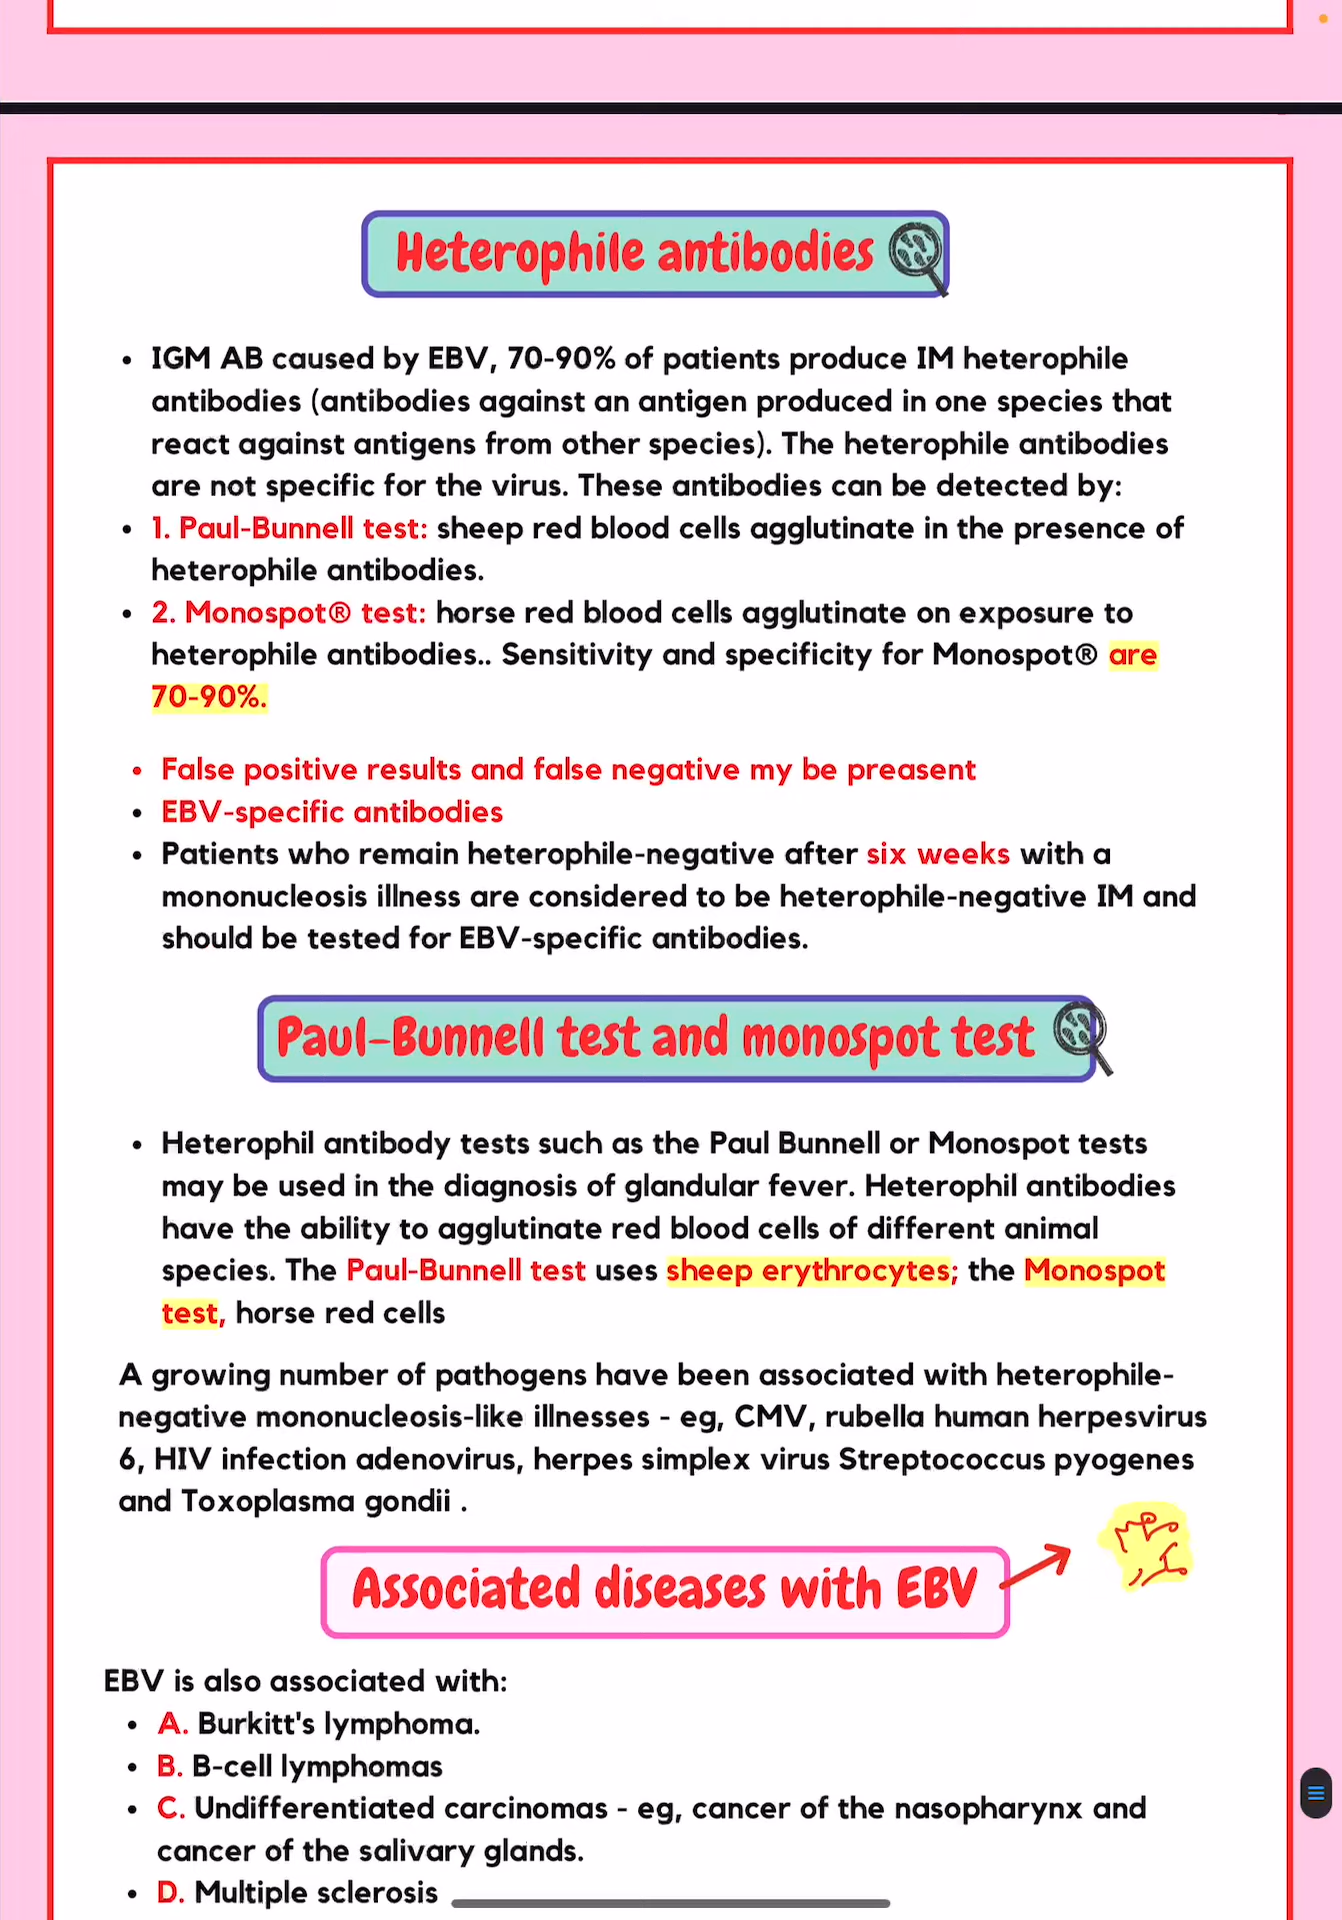 Heterophile antibodies
• IGM AB caused by EBV, 70-90% of patients produce IM heterophile
antibodies (antibodies against an antigen produced in one species that
react against antigens from other species). The heterophile antibodies
are not specific for the virus. These antibodies can be detected by:
• 1. Paul-Bunnell test: sheep red blood cells agglutinate in the presence of
heterophile antibodies.
• 2. Monospot® test: horse red blood cells agglutinate on exposure to
heterophile antibodies.. Sensitivity and specificity for Monospot® are
70-90%.
• False positive results and false negative my be preasent
• EBV-specific antibodies
• Patients who remain heterophile-negative after six weeks with a
mononucleosis illness are considered to be heterophile-negative IM and
should be tested for EBV-specific antibodies.
Paul-Bunnell test and monospot test
• Heterophil antibody tests such as the Paul Bunnell or Monospot tests
may be used in the diagnosis of glandular fever. Heterophil antibodies
have the ability to agglutinate red blood cells of different animal
species. The Paul-Bunnell test uses sheep erythrocytes; the Monospot
test, horse red cells
A growing number of pathogens have been associated with heterophile-
negative mononucleosis-like illnesses - eg, CMV, rubella human herpesvirus
6, HIV infection adenovirus, herpes simplex virus Streptococcus pyogenes
and Toxoplasma gondii .
Associated diseases with EBV
EBV is also associated with:
• A. Burkitt's lymphoma.
• B. B-cell lymphomas
• C. Undifferentiated carcinomas - eg, cancer of the nasopharynx and
cancer of the salivary glands.
• D. Multiple sclerosis